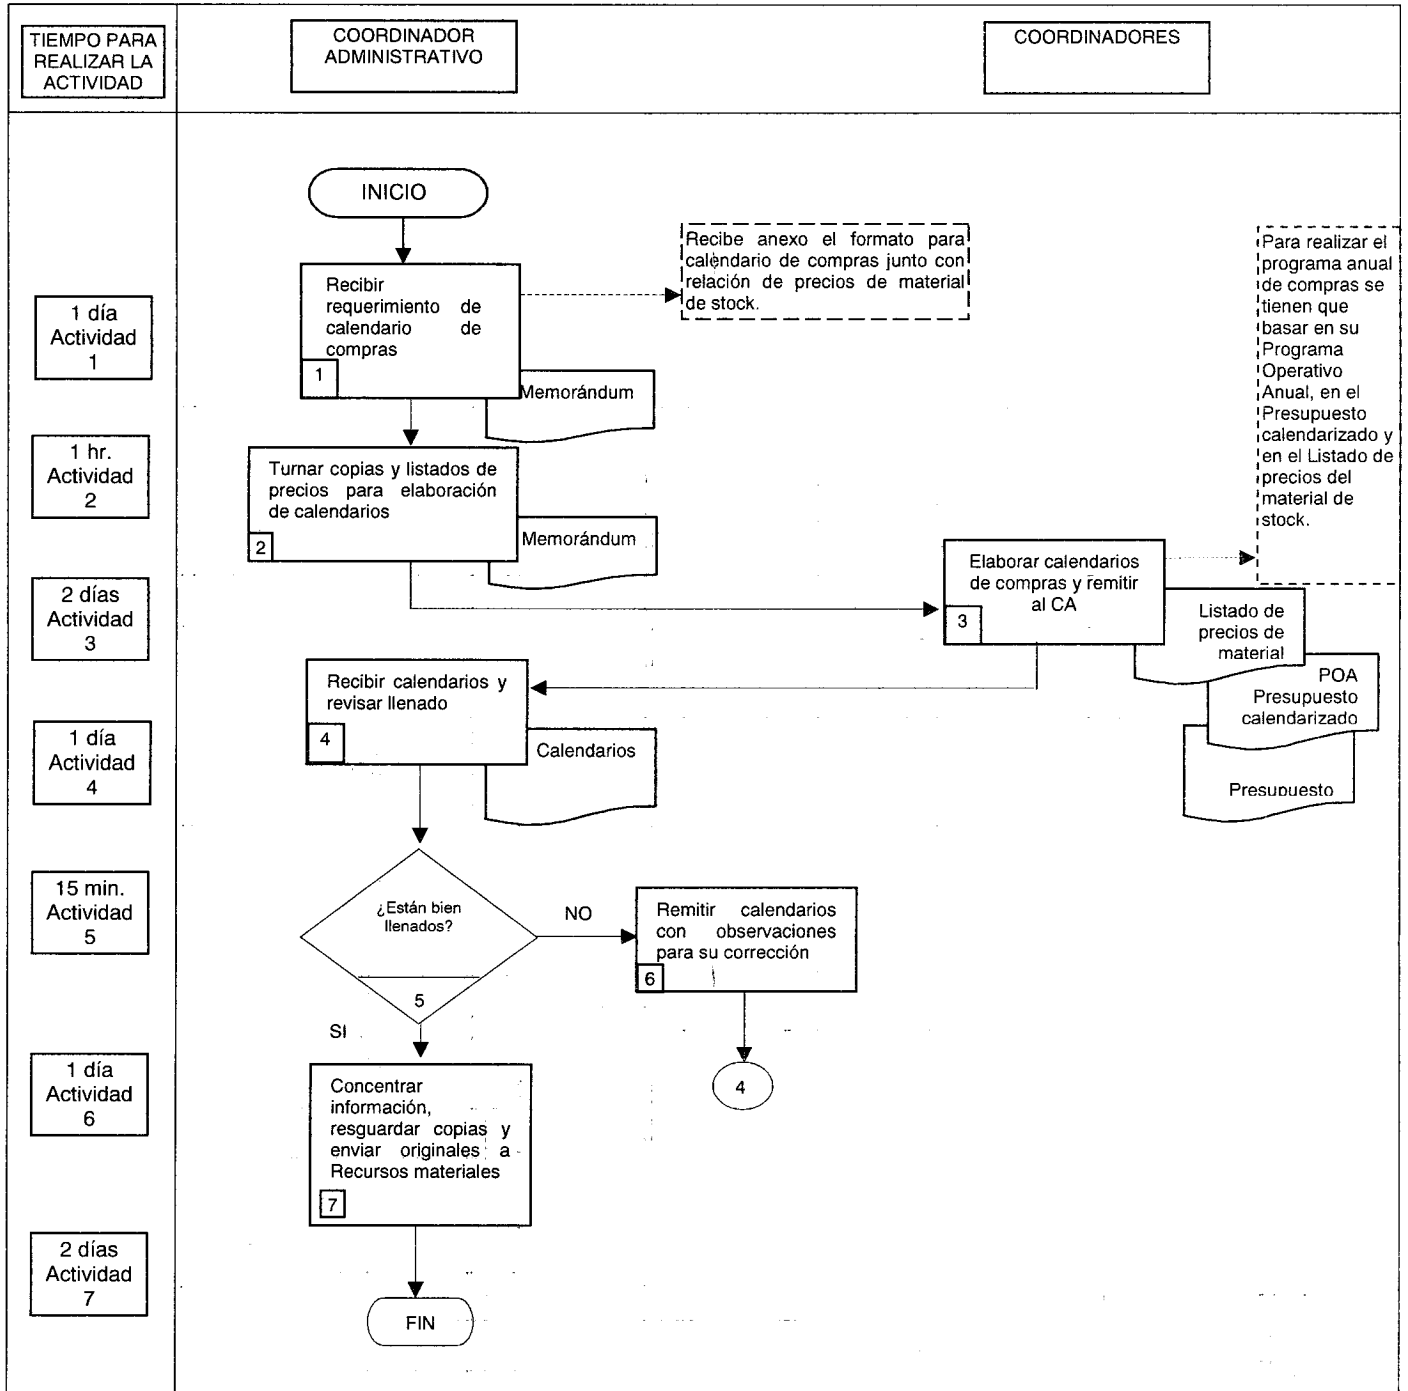 TIEMPO PARA
REALIZAR LA
ACTIVIDAD
COORDINADOR
ADMINISTRATIVO
COORDINADORES
INICIO
Recibe anexo el formato para
calendario de compras junto con
relación de precios de material
de stock.
Para realizar el
programa anual
de compras se
tienen que
basar en su
Programa
Operativo
Anual, en el
Presupuesto
calendarizado y
en el Listado de
precios del
material de
stock.
1 día
Actividad
1
Recibir
requerimiento de
calendario de
compras
1
Memorándum
1 hr.
Actividad
2
Turnar copias y listados de
precios para elaboración
de calendarios
2
Memorándum
2 días
Actividad
3
Elaborar calendarios
de compras y remitir
al CA
3
Listado de
precios de
material
POA
Presupuesto
calendarizado
Presupuesto
1 día
Actividad
4
Recibir calendarios y
revisar llenado
4
Calendarios
15 min.
Actividad
5
¿Están bien
llenados?
5
NO
SI
Remitir calendarios
con observaciones
para su corrección
6
4
1 día
Actividad
6
Concentrar
información,
resguardar copias y
enviar originales a
Recursos materiales
7
2 días
Actividad
7
FIN